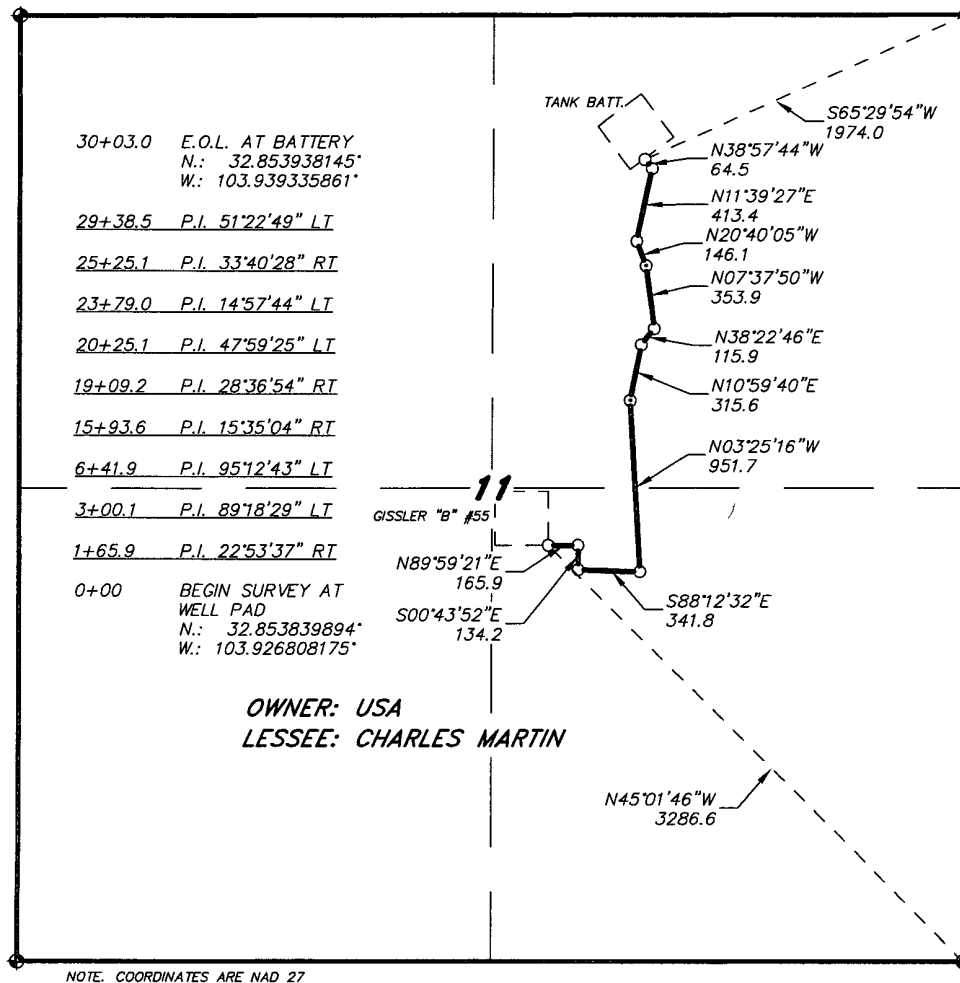 30+03.0 E.O.L. AT BATTERY
N.: 32.853938145°
W.: 103.939335861°
29+38.5 P.I. 51°22'49" LT
25+25.1 P.I. 33°40'28" RT
23+79.0 P.I. 14°57'44" LT
20+25.1 P.I. 47°59'25" LT
19+09.2 P.I. 28°36'54" RT
15+93.6 P.I. 15°35'04" RT
6+41.9 P.I. 95°12'43" LT
3+00.1 P.I. 89°18'29" LT
1+65.9 P.I. 22°53'37" RT
0+00 BEGIN SURVEY AT
WELL PAD
N.: 32.853839894°
W.: 103.926808175°
OWNER: USA
LESSEE: CHARLES MARTIN
TANK BATT.
S65°29'54"W
1974.0
N38°57'44"W
64.5
N11°39'27"E
413.4
N20°40'05"W
146.1
N07°37'50"W
353.9
N38°22'46"E
115.9
N10°59'40"E
315.6
N03°25'16"W
951.7
11
GISSLER "B" #55
N89°59'21"E
165.9
S00°43'52"E
134.2
S88°12'32"E
341.8
N45°01'46"W
3286.6
NOTE. COORDINATES ARE NAD 27